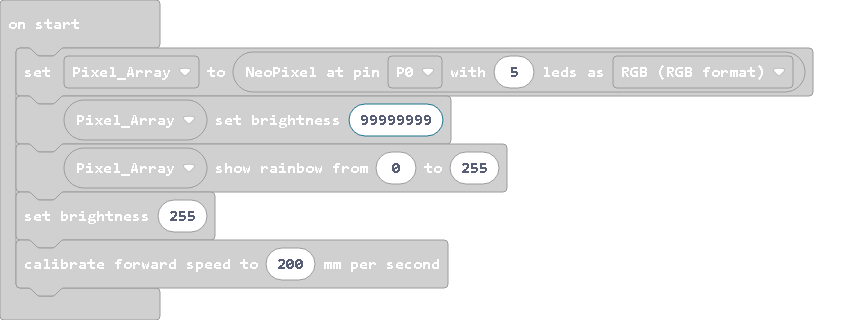 on start
set Pixel_Array to NeoPixel at pin P0 with 5 leds as RGB (RGB format)
Pixel_Array set brightness 99999999
Pixel_Array show rainbow from 0 to 255
set brightness 255
calibrate forward speed to 200 mm per second